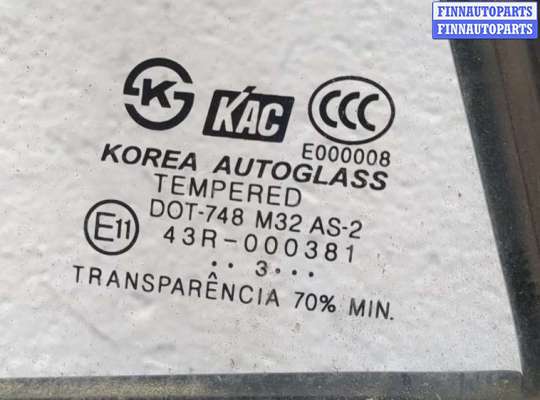 FINNAUTOPARTS
FINNAUTOPARTS
K KAC CCC
E000008
KOREA AUTOGLASS
TEMPERED
DOT-748 M32 AS-2
E11 43R-000381
•• 3•••
TRANSPARÊNCIA 70% MIN.